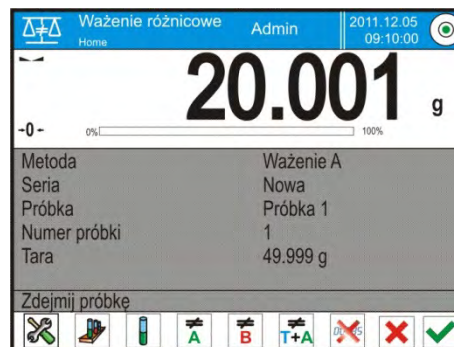 Ważenie różnicowe Admin 2011.12.05
Home 09:10:00
20.001 g
→0← 0% 100%
Metoda Ważenie A
Seria Nowa
Próbka Próbka 1
Numer próbki 1
Tara 49.999 g
Zdejmij próbkę
A B T+A